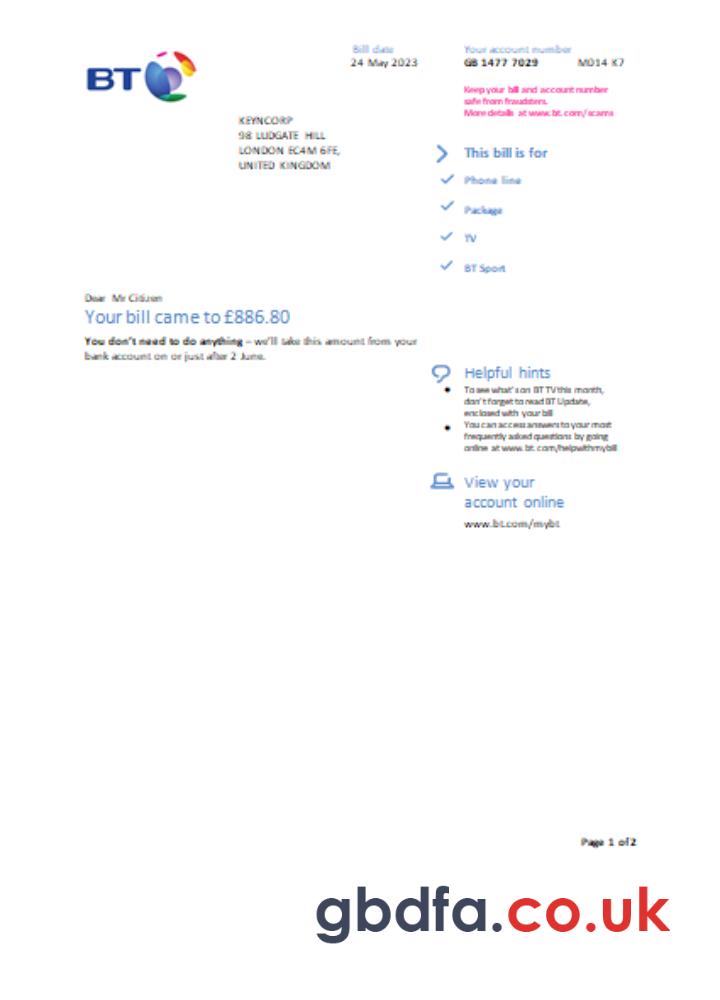 BT
Bill date
24 May 2023
Your account number
GB 1477 7029 M014 K7
Keep your bill and account number
safe from fraudsters.
More details at www.bt.com/scams
KEYNCORP
98 LUDGATE HILL
LONDON EC4M 6FE,
UNITED KINGDOM
This bill is for
Phone line
Package
TV
BT Sport
Dear Mr Citizen
Your bill came to £886.80
You don't need to do anything – we'll take this amount from your
bank account on or just after 2 June.
Helpful hints
To see what's on BT TV this month,
don't forget to read BT Update,
enclosed with your bill
You can access answers to your most
frequently asked questions by going
online at www.bt.com/helpwithmybill
View your
account online
www.bt.com/mybt
Page 1 of 2
gbdfa.co.uk